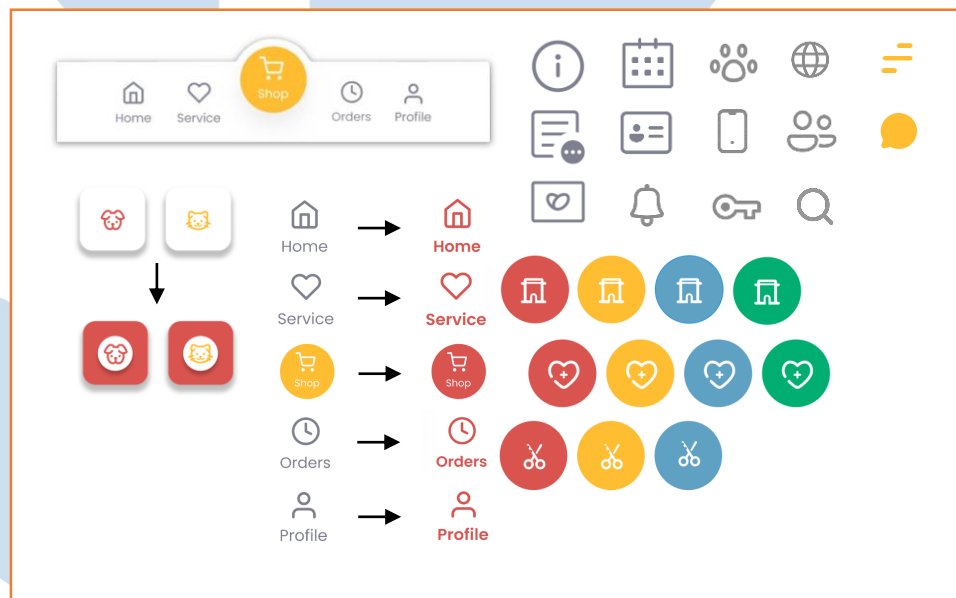 Shop
Home
Service
Orders
Profile
Home
Home
Service
Service
Shop
Shop
Orders
Orders
Profile
Profile